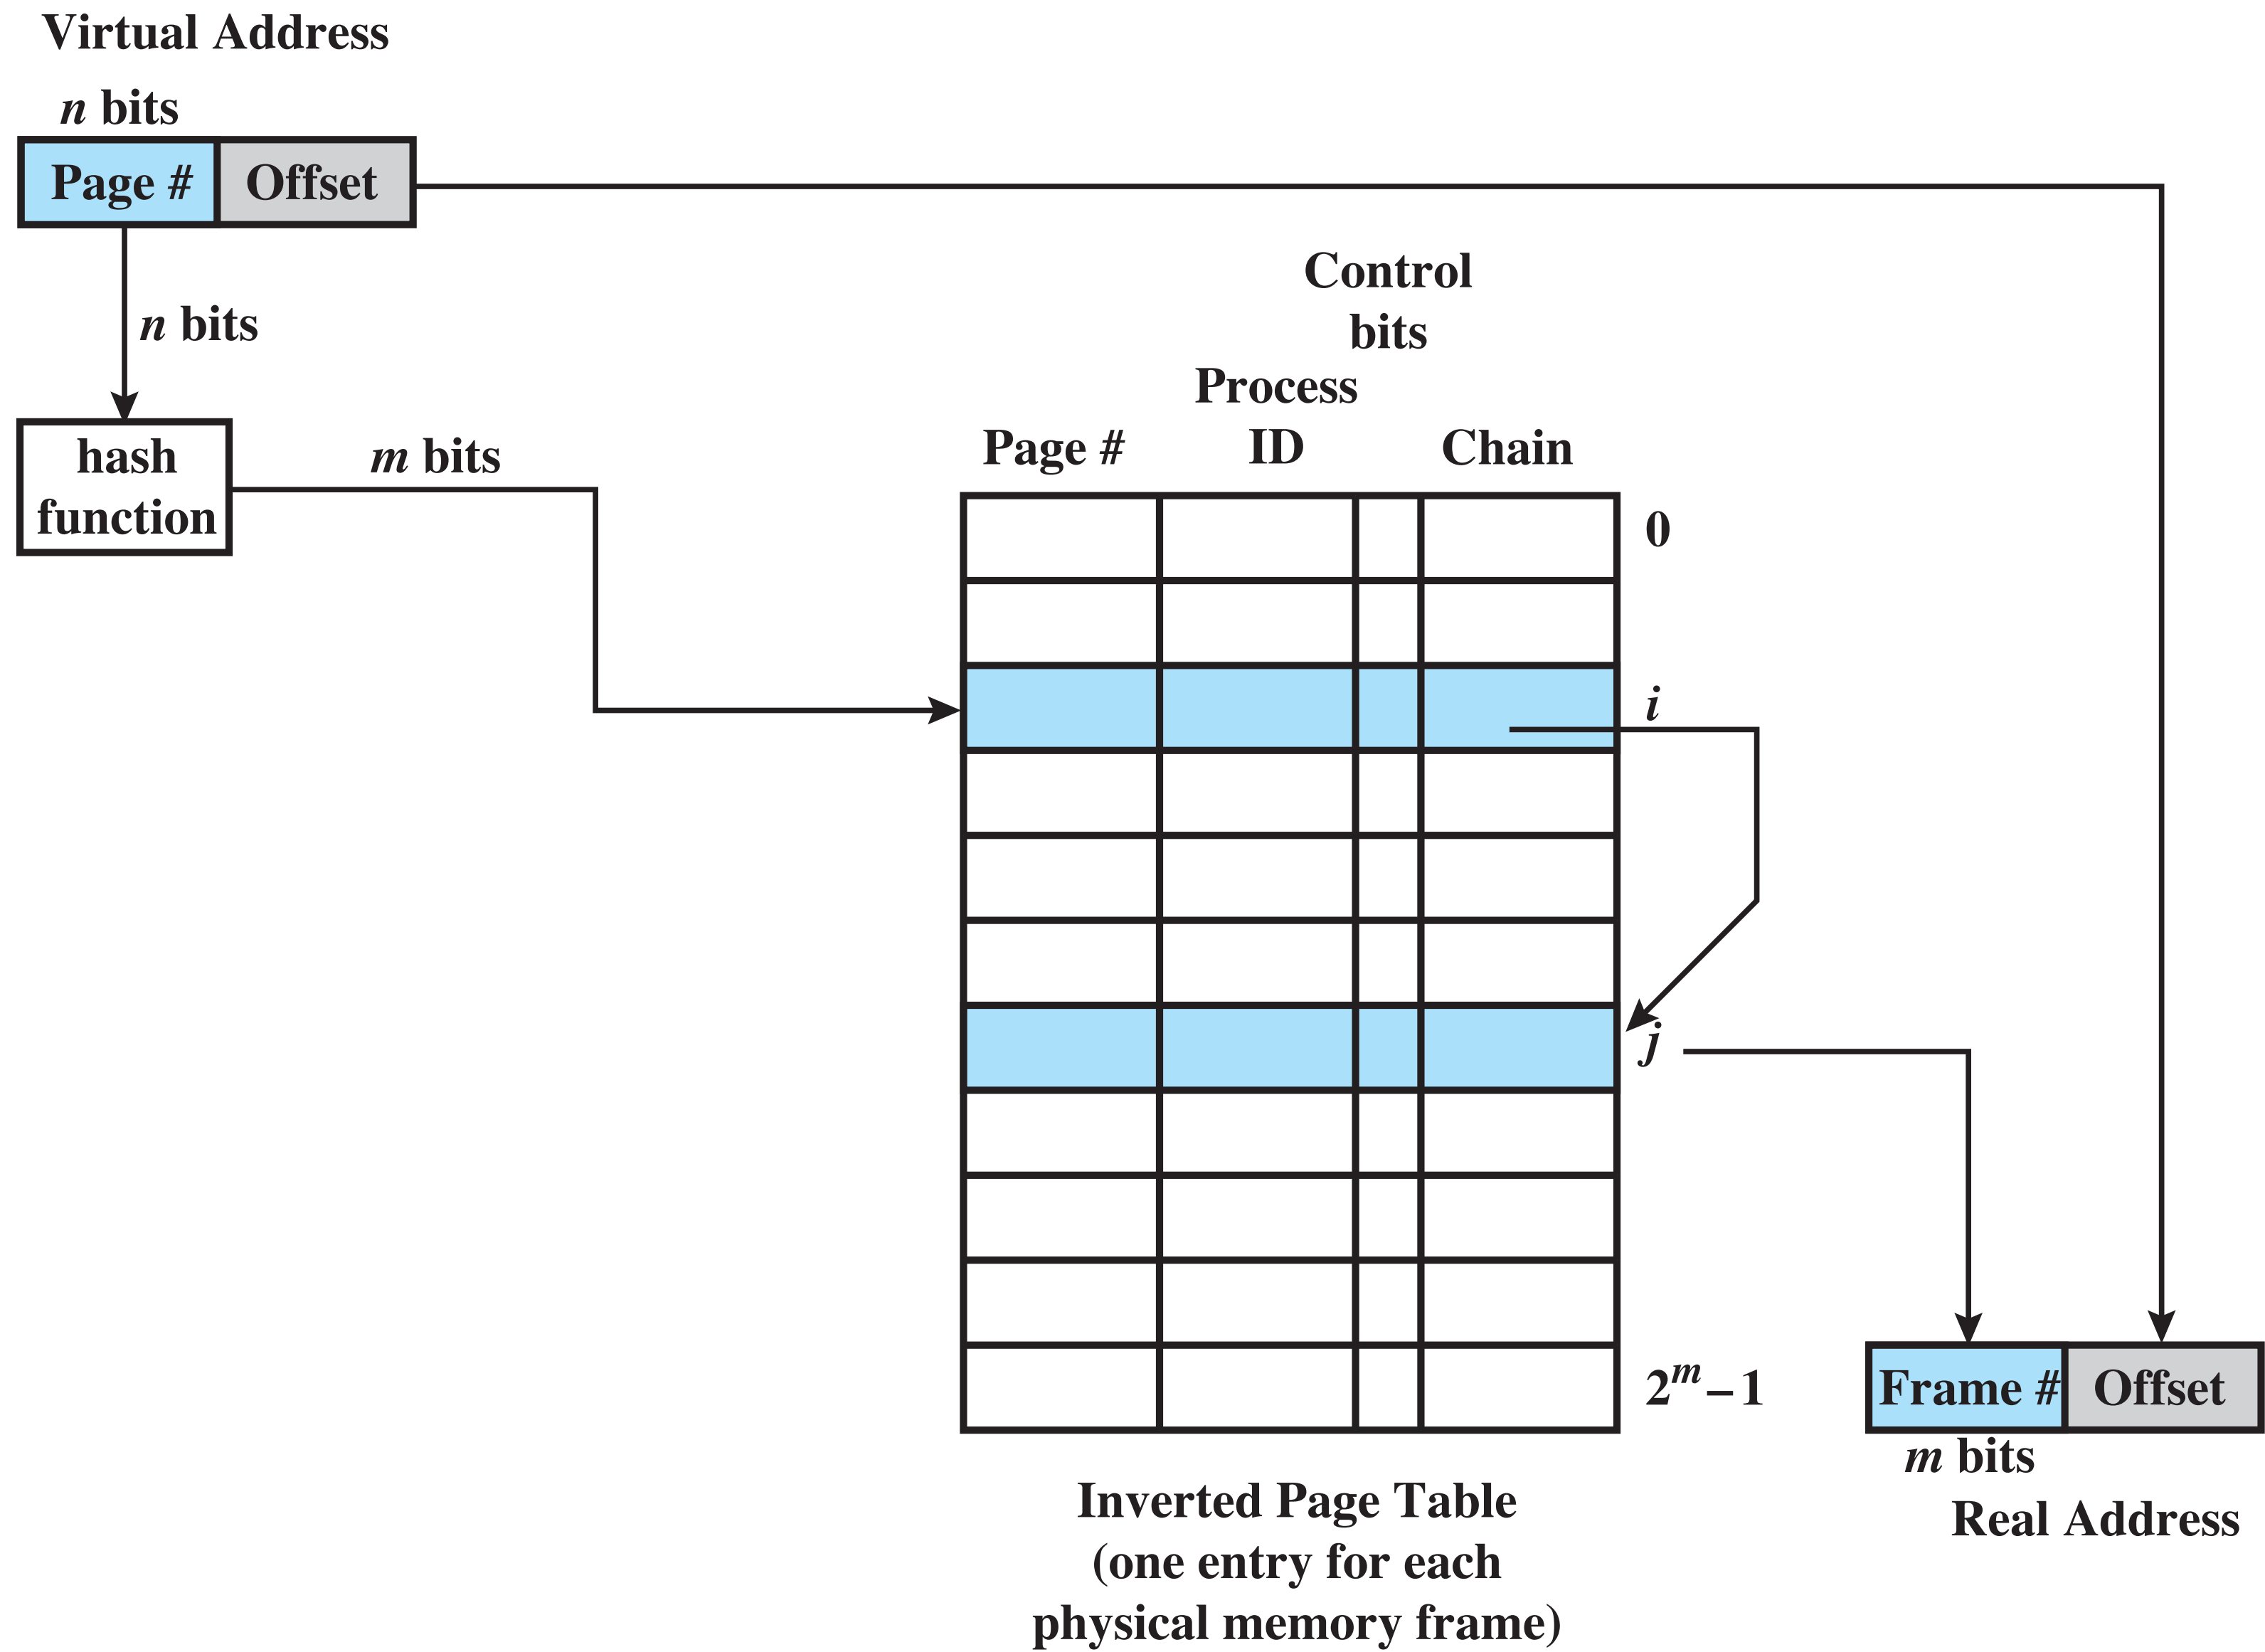 Virtual Address
n bits
Page # Offset
n bits
hash
function
m bits
Control
bits
Process
Page # ID Chain
0
i
j
2^m – 1
Frame # Offset
m bits
Real Address
Inverted Page Table
(one entry for each
physical memory frame)